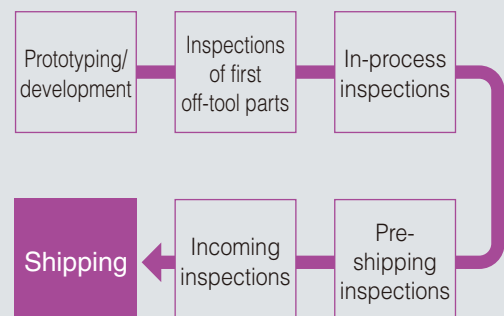 Prototyping/
development
Inspections
of first
off-tool parts
In-process
inspections
Pre-
shipping
inspections
Incoming
inspections
Shipping